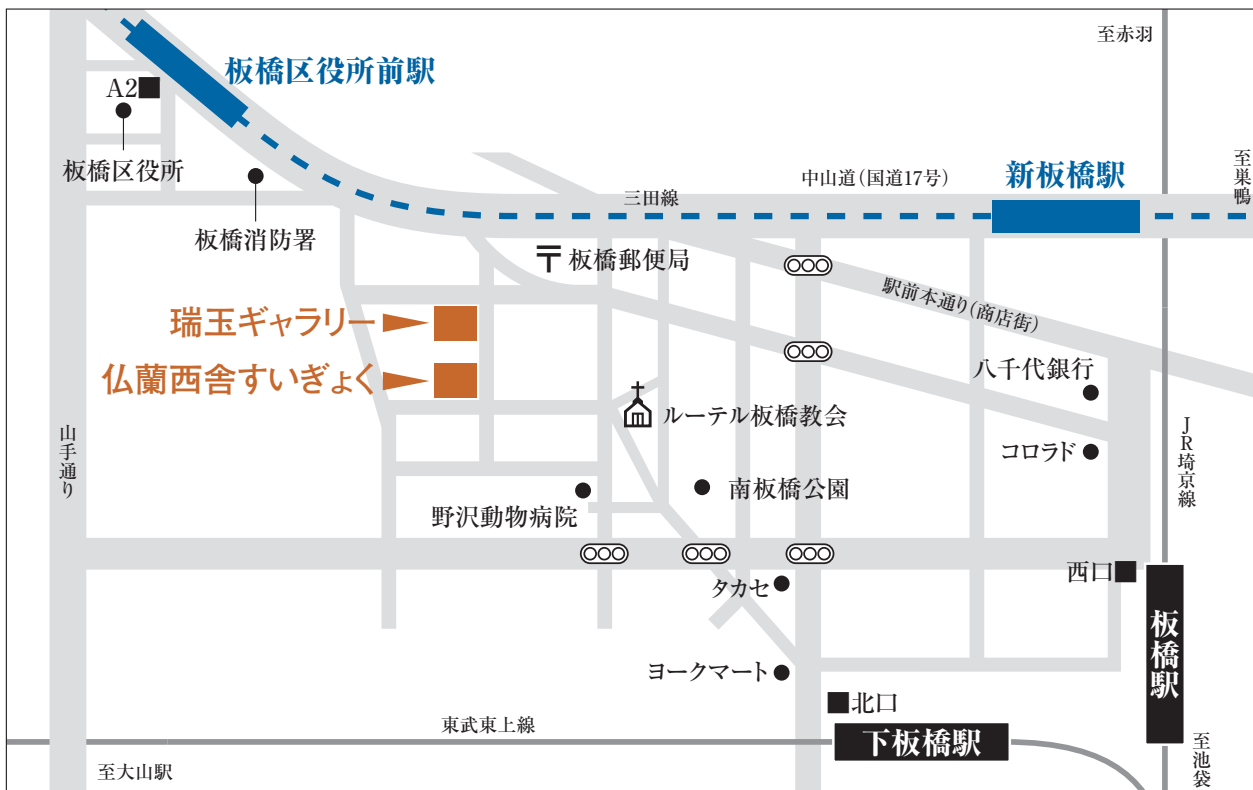 至赤羽
板橋区役所前駅
A2
板橋区役所
板橋消防署
三田線
中山道（国道17号）
新板橋駅
至巣鴨
板橋郵便局
駅前本通り（商店街）
瑞玉ギャラリー
仏蘭西舎すいぎょく
八千代銀行
ルーテル板橋教会
コロラド
山手通り
JR埼京線
南板橋公園
野沢動物病院
タカセ
西口
板橋駅
ヨークマート
北口
東武東上線
下板橋駅
至大山駅
至池袋